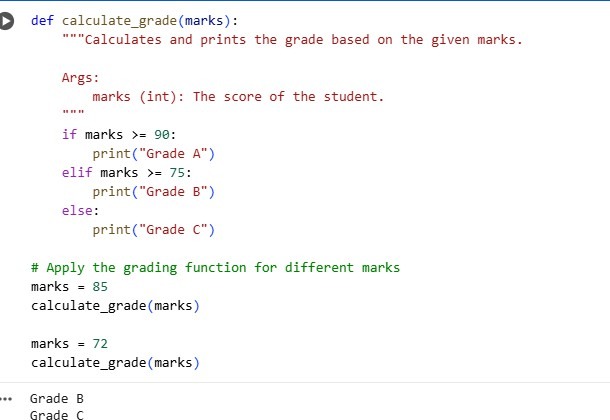 def calculate_grade(marks):
    """Calculates and prints the grade based on the given marks.

    Args:
        marks (int): The score of the student.
    """
    if marks >= 90:
        print("Grade A")
    elif marks >= 75:
        print("Grade B")
    else:
        print("Grade C")

# Apply the grading function for different marks
marks = 85
calculate_grade(marks)

marks = 72
calculate_grade(marks)

Grade B
Grade C